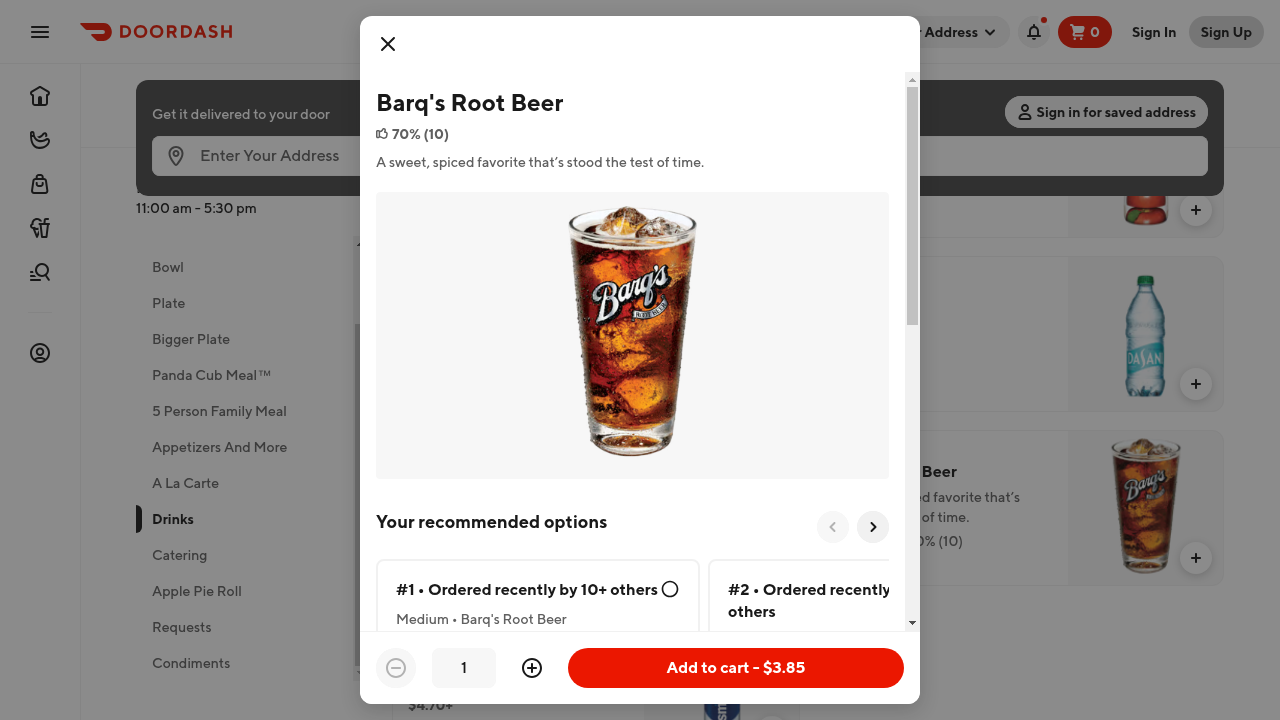 DOORDASH
Address
0
Sign In
Sign Up
Get it delivered to your door
Sign in for saved address
Enter Your Address
11:00 am - 5:30 pm
Bowl
Plate
Bigger Plate
Panda Cub Meal™
5 Person Family Meal
Appetizers And More
A La Carte
Drinks
Catering
Apple Pie Roll
Requests
Condiments
Barq's Root Beer
70% (10)
A sweet, spiced favorite that's stood the test of time.
Barq's
Your recommended options
#1 • Ordered recently by 10+ others
Medium • Barq's Root Beer
#2 • Ordered recently
others
1
Add to cart - $3.85
DASANI
Beer
favorite that's
of time.
(10)
Barq's
$4.70+